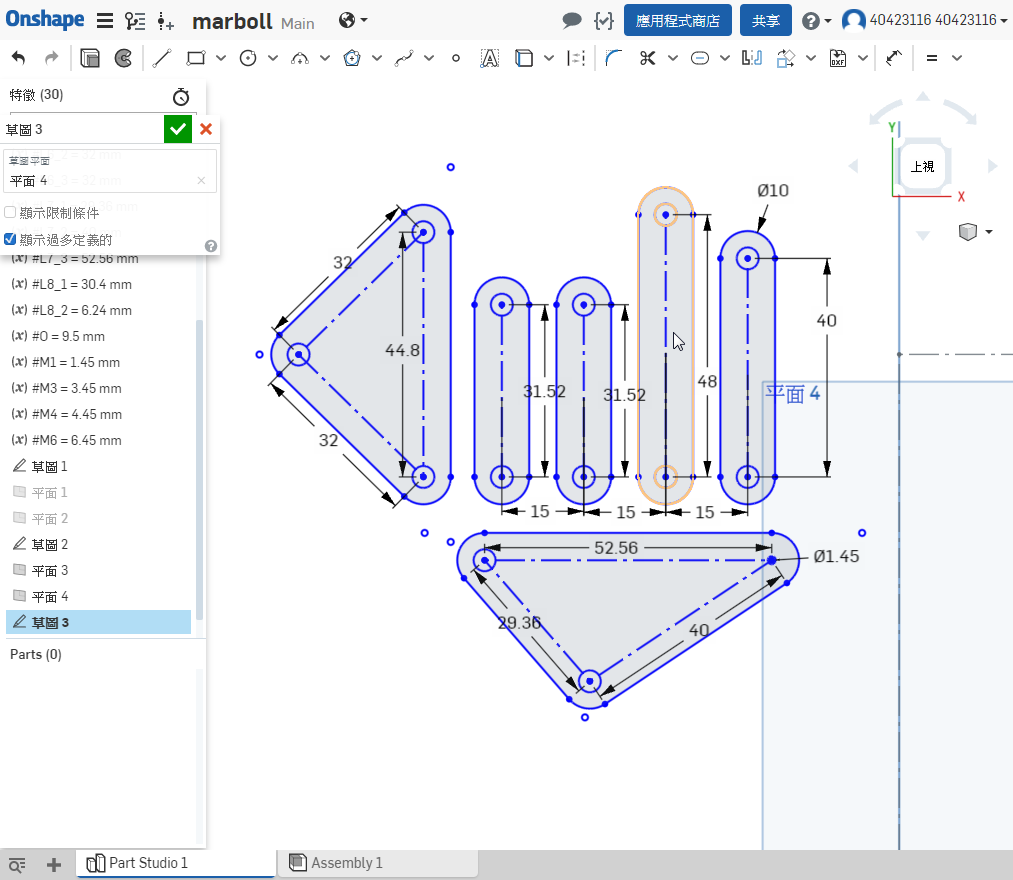 Onshape
marboll Main
應用程式商店
共享
40423116 40423116
DXF
特徵 (30)
草圖 3
草圖平面
平面 4
顯示限制條件
顯示過多定義的
(x) #L7_3 = 52.56 mm
(x) #L8_1 = 30.4 mm
(x) #L8_2 = 6.24 mm
(x) #O = 9.5 mm
(x) #M1 = 1.45 mm
(x) #M3 = 3.45 mm
(x) #M4 = 4.45 mm
(x) #M6 = 6.45 mm
草圖 1
平面 1
平面 2
草圖 2
平面 3
平面 4
草圖 3
Parts (0)
32
44.8
32
31.52
31.52
48
Ø10
40
15
15
15
平面 4
52.56
Ø1.45
29.36
40
Y
上視
X
Part Studio 1
Assembly 1